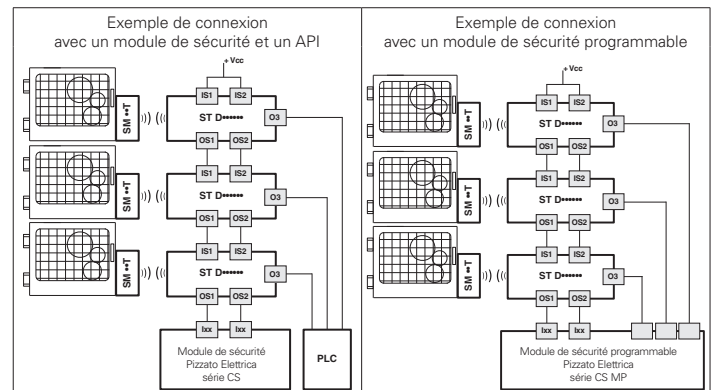 Exemple de connexion
avec un module de sécurité et un API
+ Vcc
IS1 IS2
SM ••T
ST D••••••
O3
OS1 OS2
IS1 IS2
SM ••T
ST D••••••
O3
OS1 OS2
IS1 IS2
SM ••T
ST D••••••
O3
OS1 OS2
Ixx Ixx
Module de sécurité
Pizzato Elettrica
série CS
PLC
Exemple de connexion
avec un module de sécurité programmable
+ Vcc
IS1 IS2
SM ••T
ST D••••••
O3
OS1 OS2
IS1 IS2
SM ••T
ST D••••••
O3
OS1 OS2
IS1 IS2
SM ••T
ST D••••••
O3
OS1 OS2
Ixx Ixx
Module de sécurité programmable
Pizzato Elettrica
série CS MP